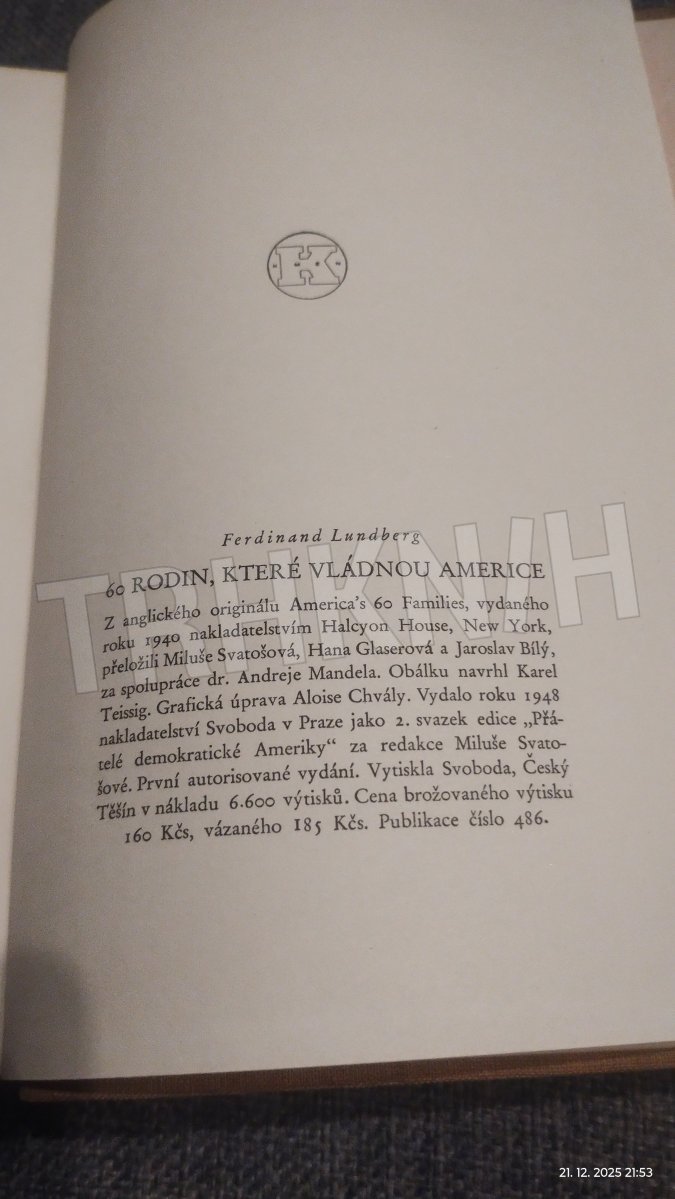 Ferdinand Lundberg
60 RODIN, KTERÉ VLÁDNOU AMERICE
Z anglického originálu America's 60 Families, vydaného
roku 1940 nakladatelstvím Halcyon House, New York,
přeložili Miluše Svatošová, Hana Glaserová a Jaroslav Bílý,
za spolupráce dr. Andreje Mandela. Obálku navrhl Karel
Teissig. Grafická úprava Aloise Chvály. Vydalo roku 1948
nakladatelství Svoboda v Praze jako 2. svazek edice „Přá-
telé demokratické Ameriky“ za redakce Miluše Svato-
šové. První autorisované vydání. Vytiskla Svoboda, Český
Těšín v nákladu 6.600 výtisků. Cena brožovaného výtisku
160 Kčs, vázaného 185 Kčs. Publikace číslo 486.
21. 12. 2025 21:53